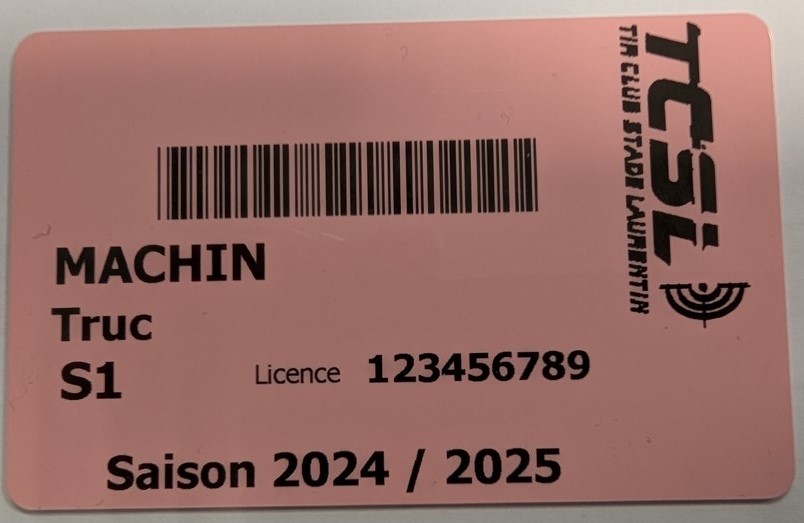 TCSL
TIR CLUB STADE LAURENTIN
MACHIN
Truc
S1
Licence 123456789
Saison 2024 / 2025